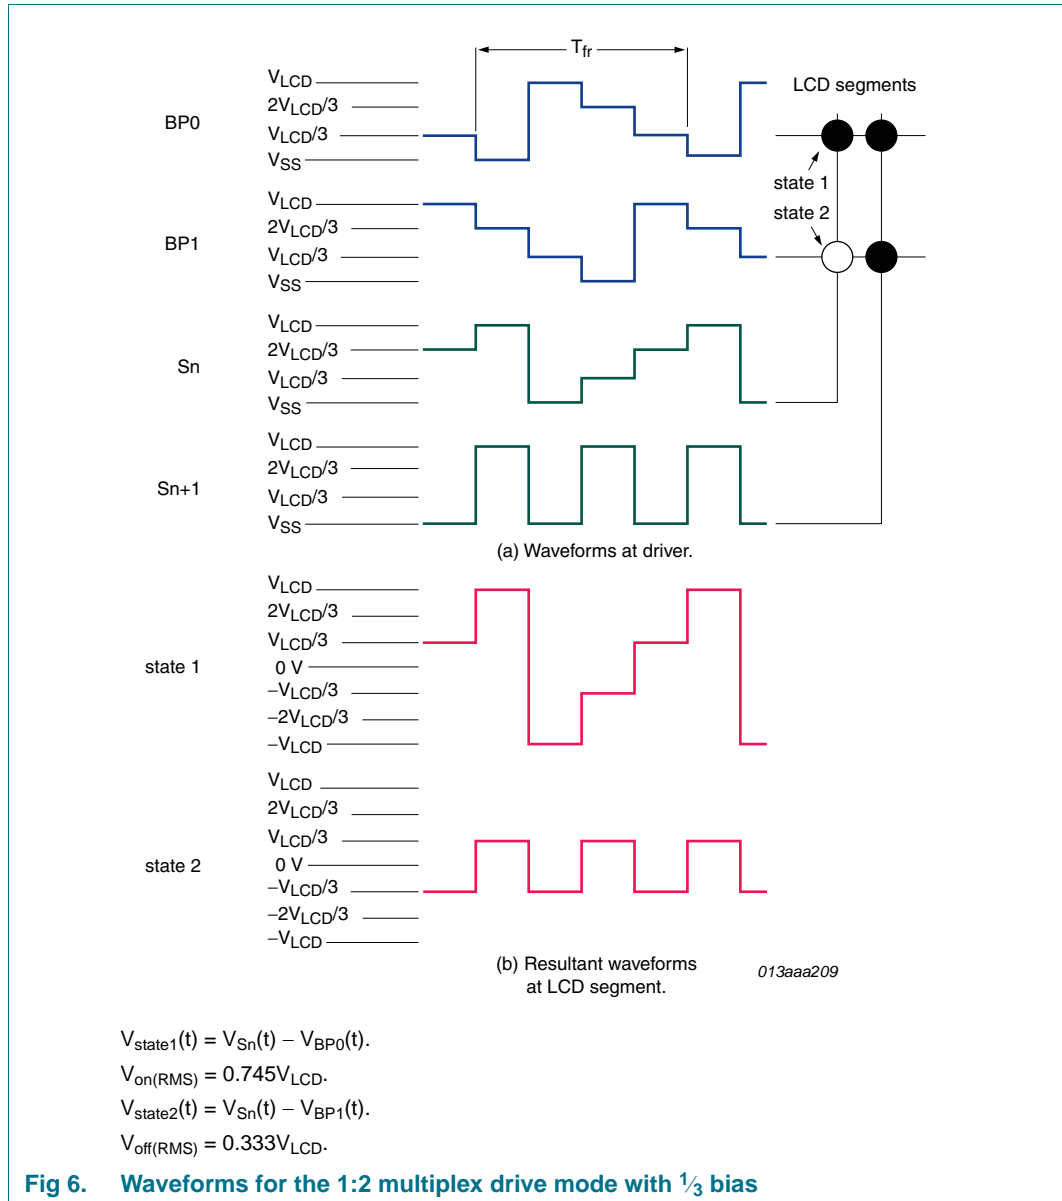 Tfr
BP0
VLCD
2VLCD/3
VLCD/3
VSS
LCD segments
state 1
state 2
BP1
VLCD
2VLCD/3
VLCD/3
VSS
Sn
VLCD
2VLCD/3
VLCD/3
VSS
Sn+1
VLCD
2VLCD/3
VLCD/3
VSS
(a) Waveforms at driver.
state 1
VLCD
2VLCD/3
VLCD/3
0 V
−VLCD/3
−2VLCD/3
−VLCD
state 2
VLCD
2VLCD/3
VLCD/3
0 V
−VLCD/3
−2VLCD/3
−VLCD
(b) Resultant waveforms
at LCD segment.
013aaa209
Vstate1(t) = VSn(t) − VBP0(t).
Von(RMS) = 0.745VLCD.
Vstate2(t) = VSn(t) − VBP1(t).
Voff(RMS) = 0.333VLCD.
Fig 6. Waveforms for the 1:2 multiplex drive mode with 1⁄3 bias